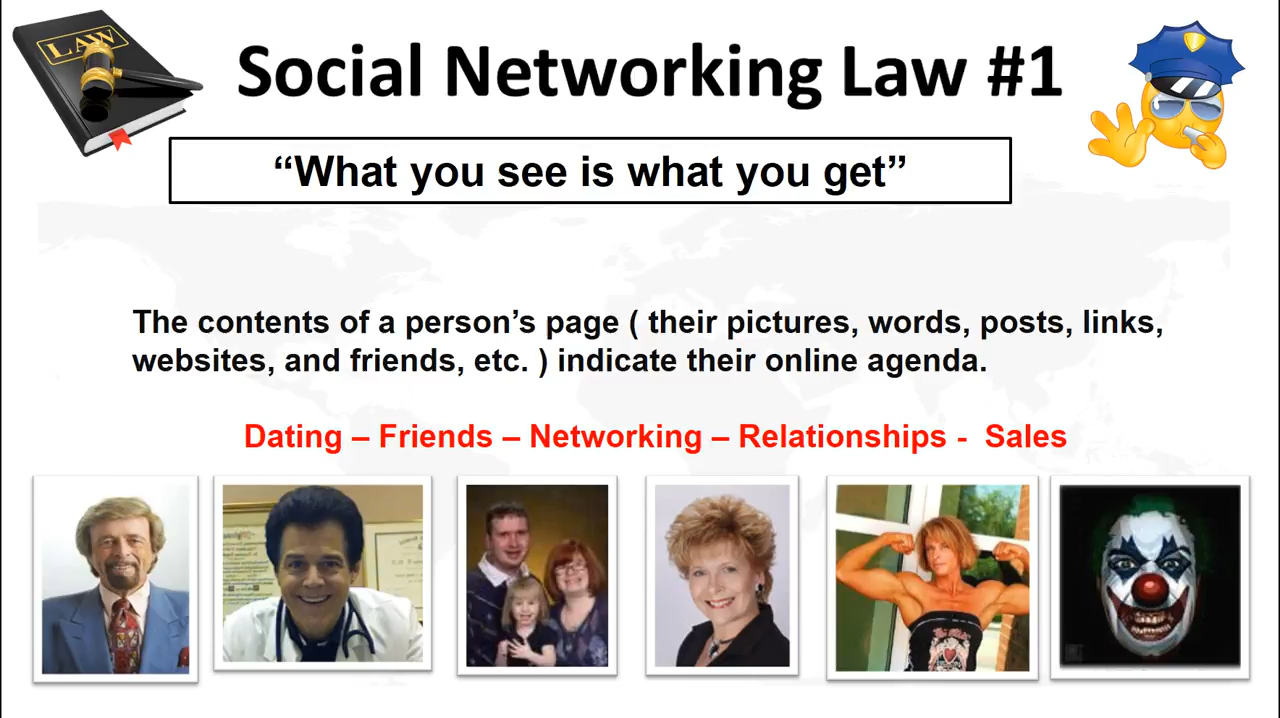 LAW
Social Networking Law #1
“What you see is what you get”
The contents of a person’s page ( their pictures, words, posts, links,
websites, and friends, etc. ) indicate their online agenda.
Dating – Friends – Networking – Relationships - Sales